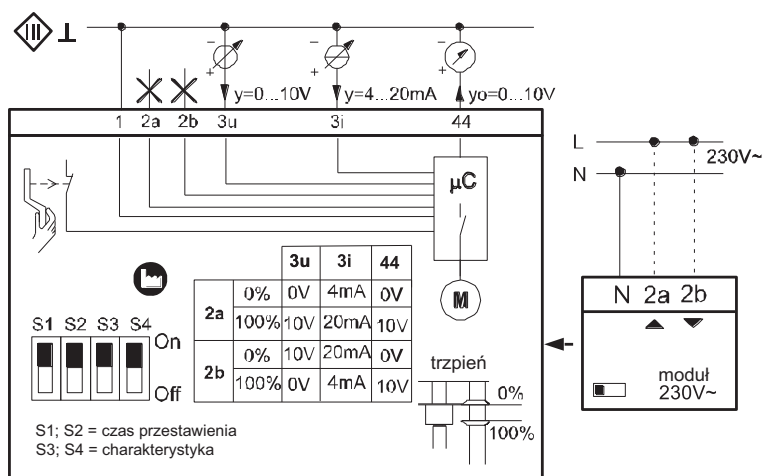 III ⊥
− − −
+ + +
y=0...10V y=4...20mA yo=0...10V
1 2a 2b 3u 3i 44
L
230V~
N
µC
3u 3i 44
2a 0% 0V 4mA 0V
100% 10V 20mA 10V
2b 0% 10V 20mA 0V
100% 0V 4mA 10V
M
N 2a 2b
moduł
230V~
S1 S2 S3 S4
On
Off
trzpień
0%
100%
S1; S2 = czas przestawienia
S3; S4 = charakterystyka